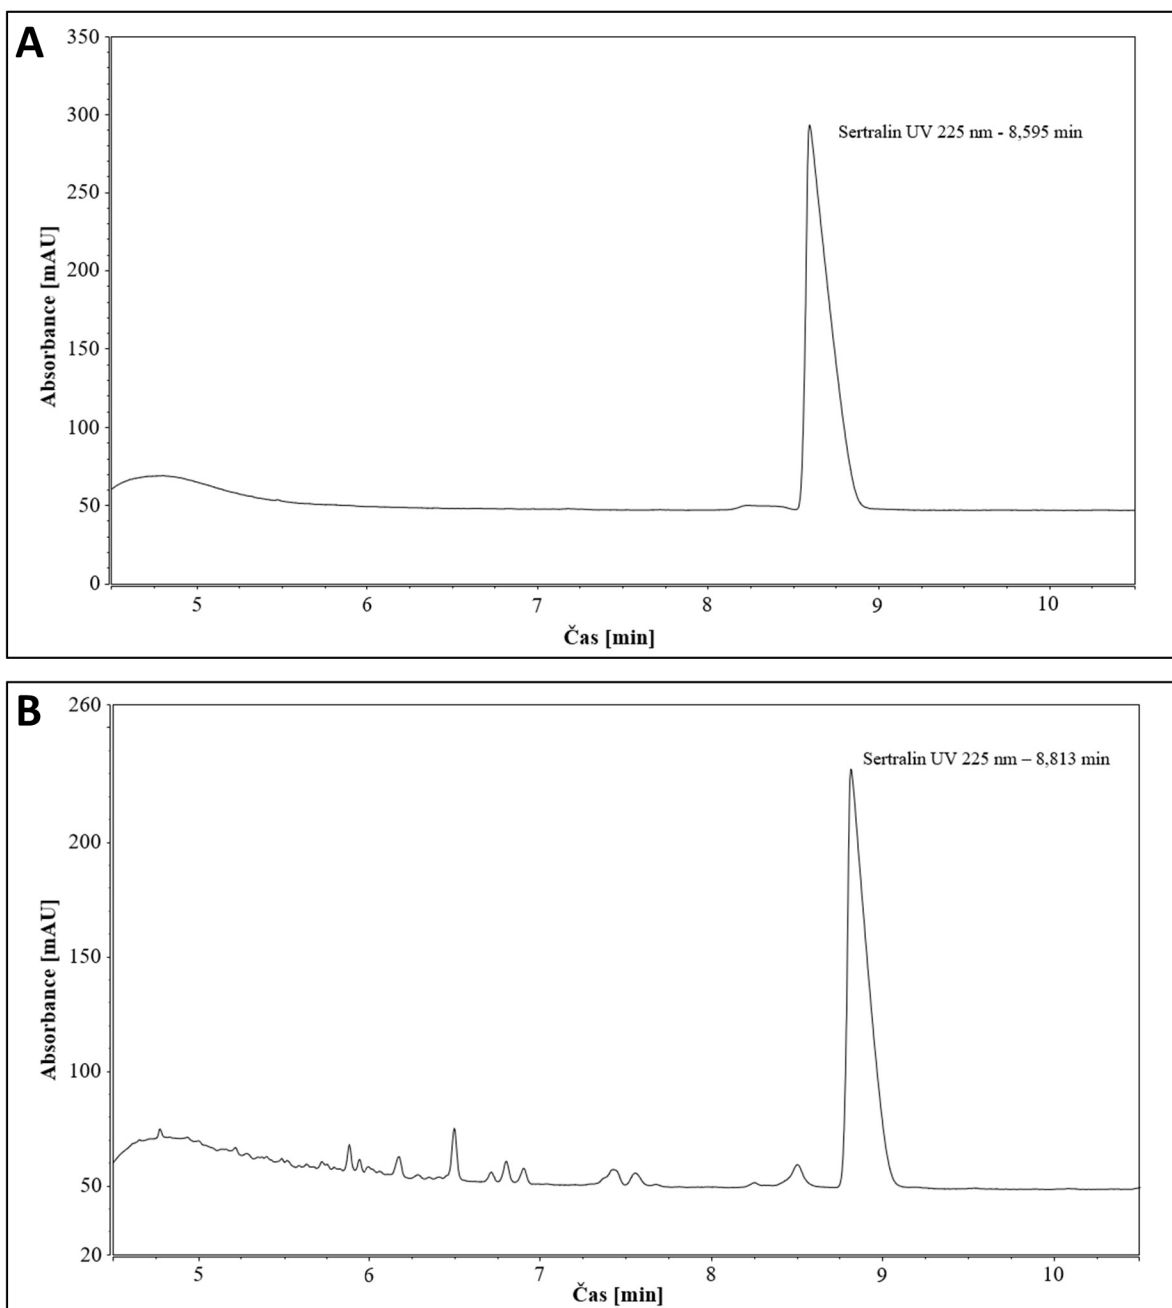 A
350
300
250
200
150
100
50
0
Absorbance [mAU]
Sertralin UV 225 nm - 8,595 min
5 6 7 8 9 10
Čas [min]
B
260
200
150
100
50
20
Absorbance [mAU]
Sertralin UV 225 nm – 8,813 min
5 6 7 8 9 10
Čas [min]